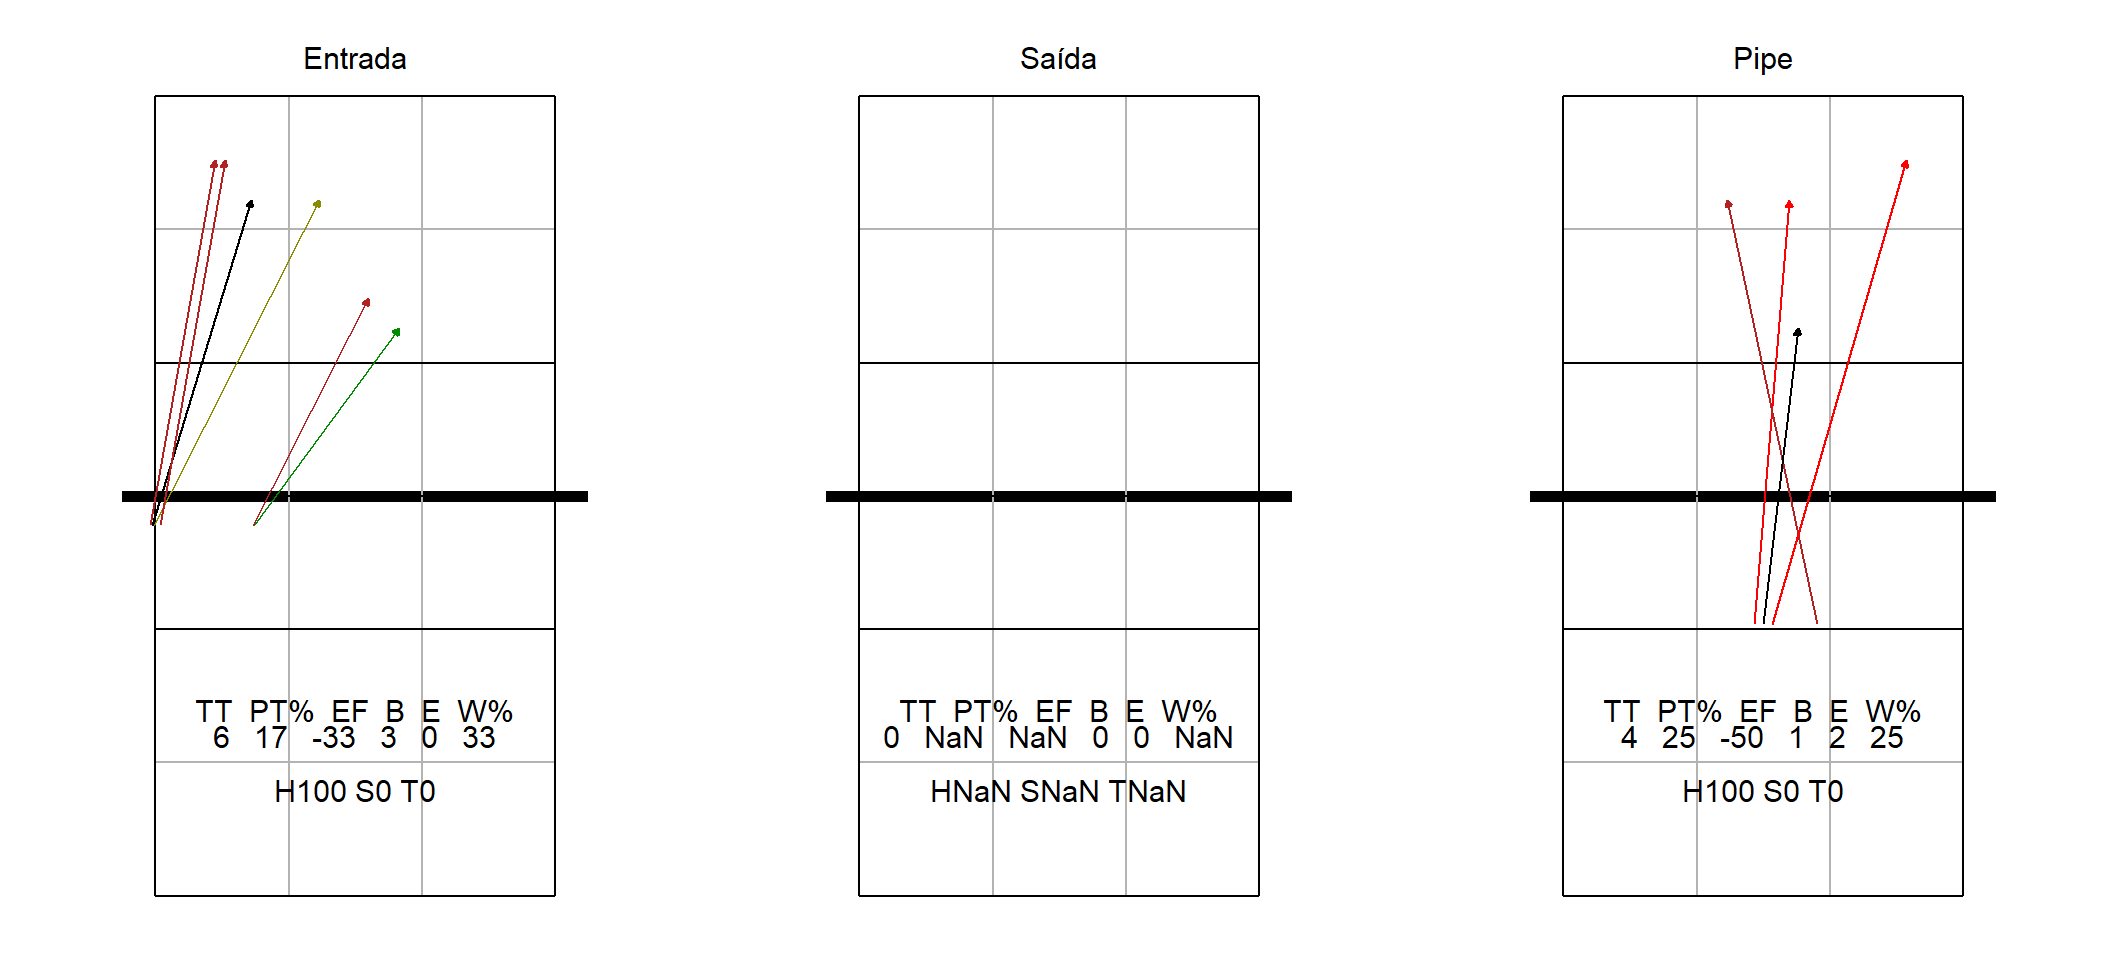 Entrada
TT PT% EF B E W%
6 17 -33 3 0 33
H100 S0 T0
Saída
TT PT% EF B E W%
0 NaN NaN 0 0 NaN
HNaN SNaN TNaN
Pipe
TT PT% EF B E W%
4 25 -50 1 2 25
H100 S0 T0